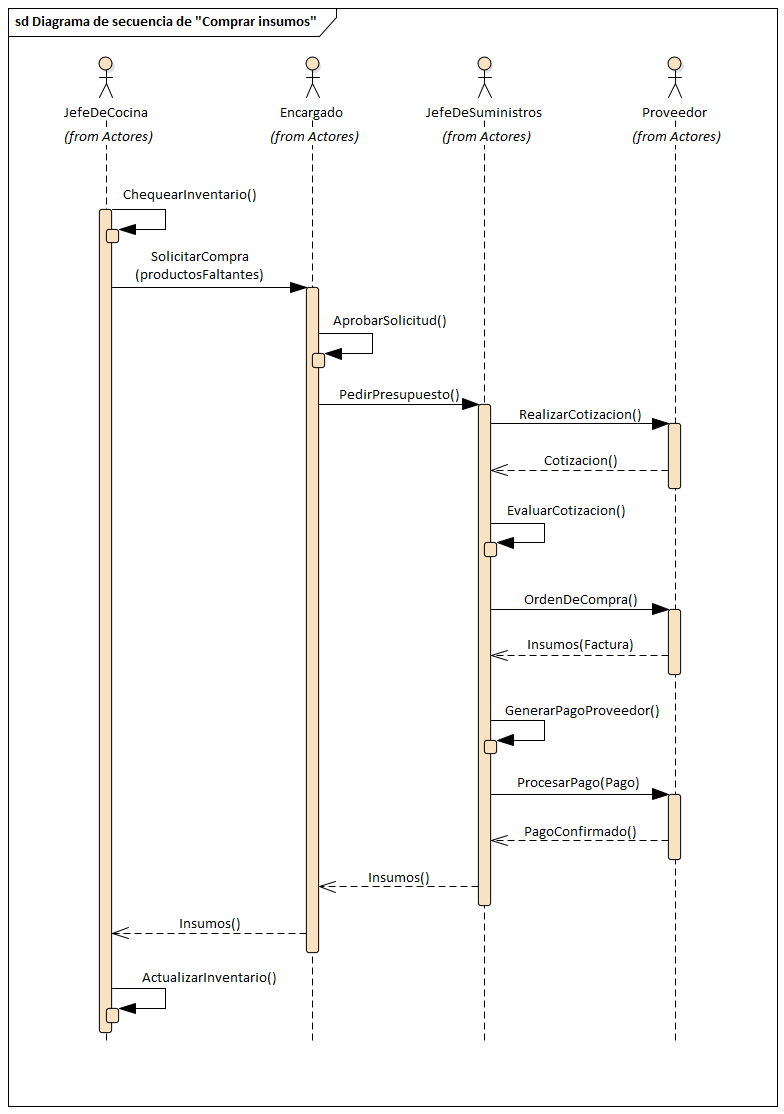 sd Diagrama de secuencia de "Comprar insumos"
JefeDeCocina
(from Actores)
Encargado
(from Actores)
JefeDeSuministros
(from Actores)
Proveedor
(from Actores)
ChequearInventario()
SolicitarCompra
(productosFaltantes)
AprobarSolicitud()
PedirPresupuesto()
RealizarCotizacion()
Cotizacion()
EvaluarCotizacion()
OrdenDeCompra()
Insumos(Factura)
GenerarPagoProveedor()
ProcesarPago(Pago)
PagoConfirmado()
Insumos()
Insumos()
ActualizarInventario()